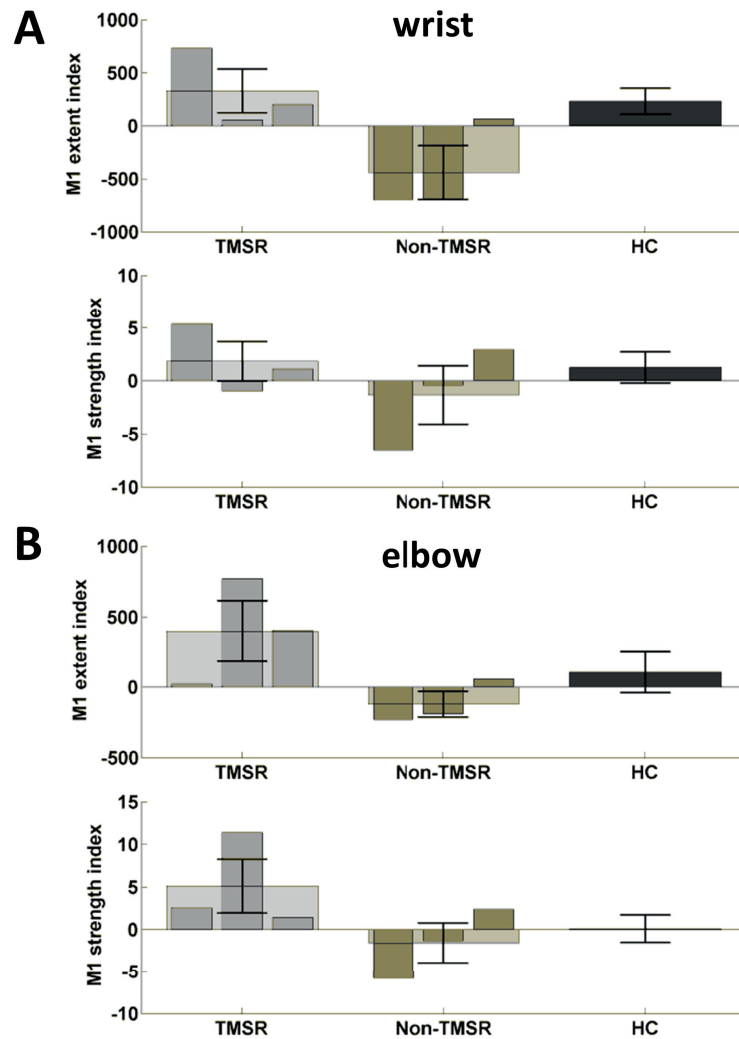 A
wrist
M1 extent index
1000
500
0
-500
-1000
TMSR
Non-TMSR
HC
M1 strength index
10
5
0
-5
-10
TMSR
Non-TMSR
HC
B
elbow
M1 extent index
1000
500
0
-500
TMSR
Non-TMSR
HC
M1 strength index
15
10
5
0
-5
-10
TMSR
Non-TMSR
HC